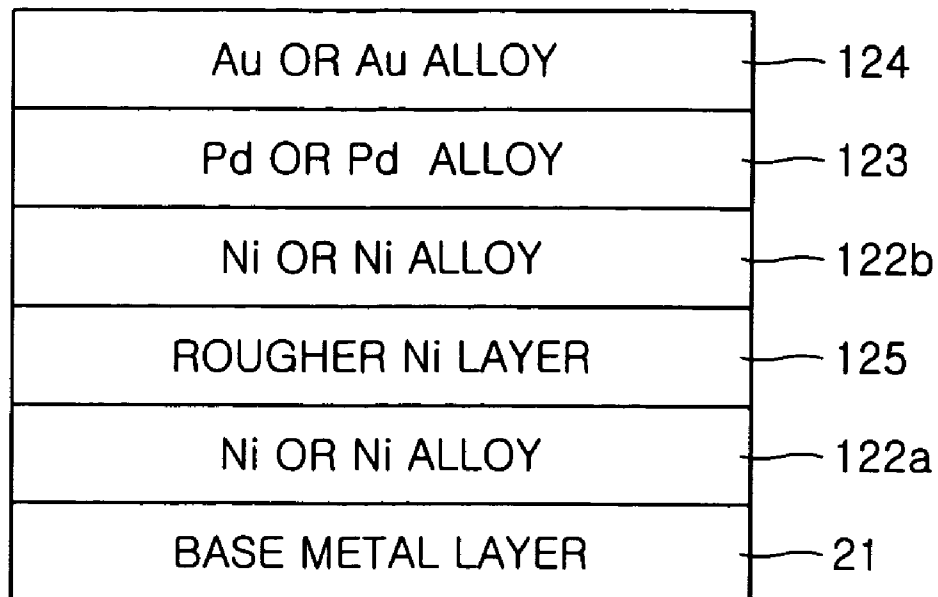 Au OR Au ALLOY 124
Pd OR Pd ALLOY 123
Ni OR Ni ALLOY 122b
ROUGHER Ni LAYER 125
Ni OR Ni ALLOY 122a
BASE METAL LAYER 21